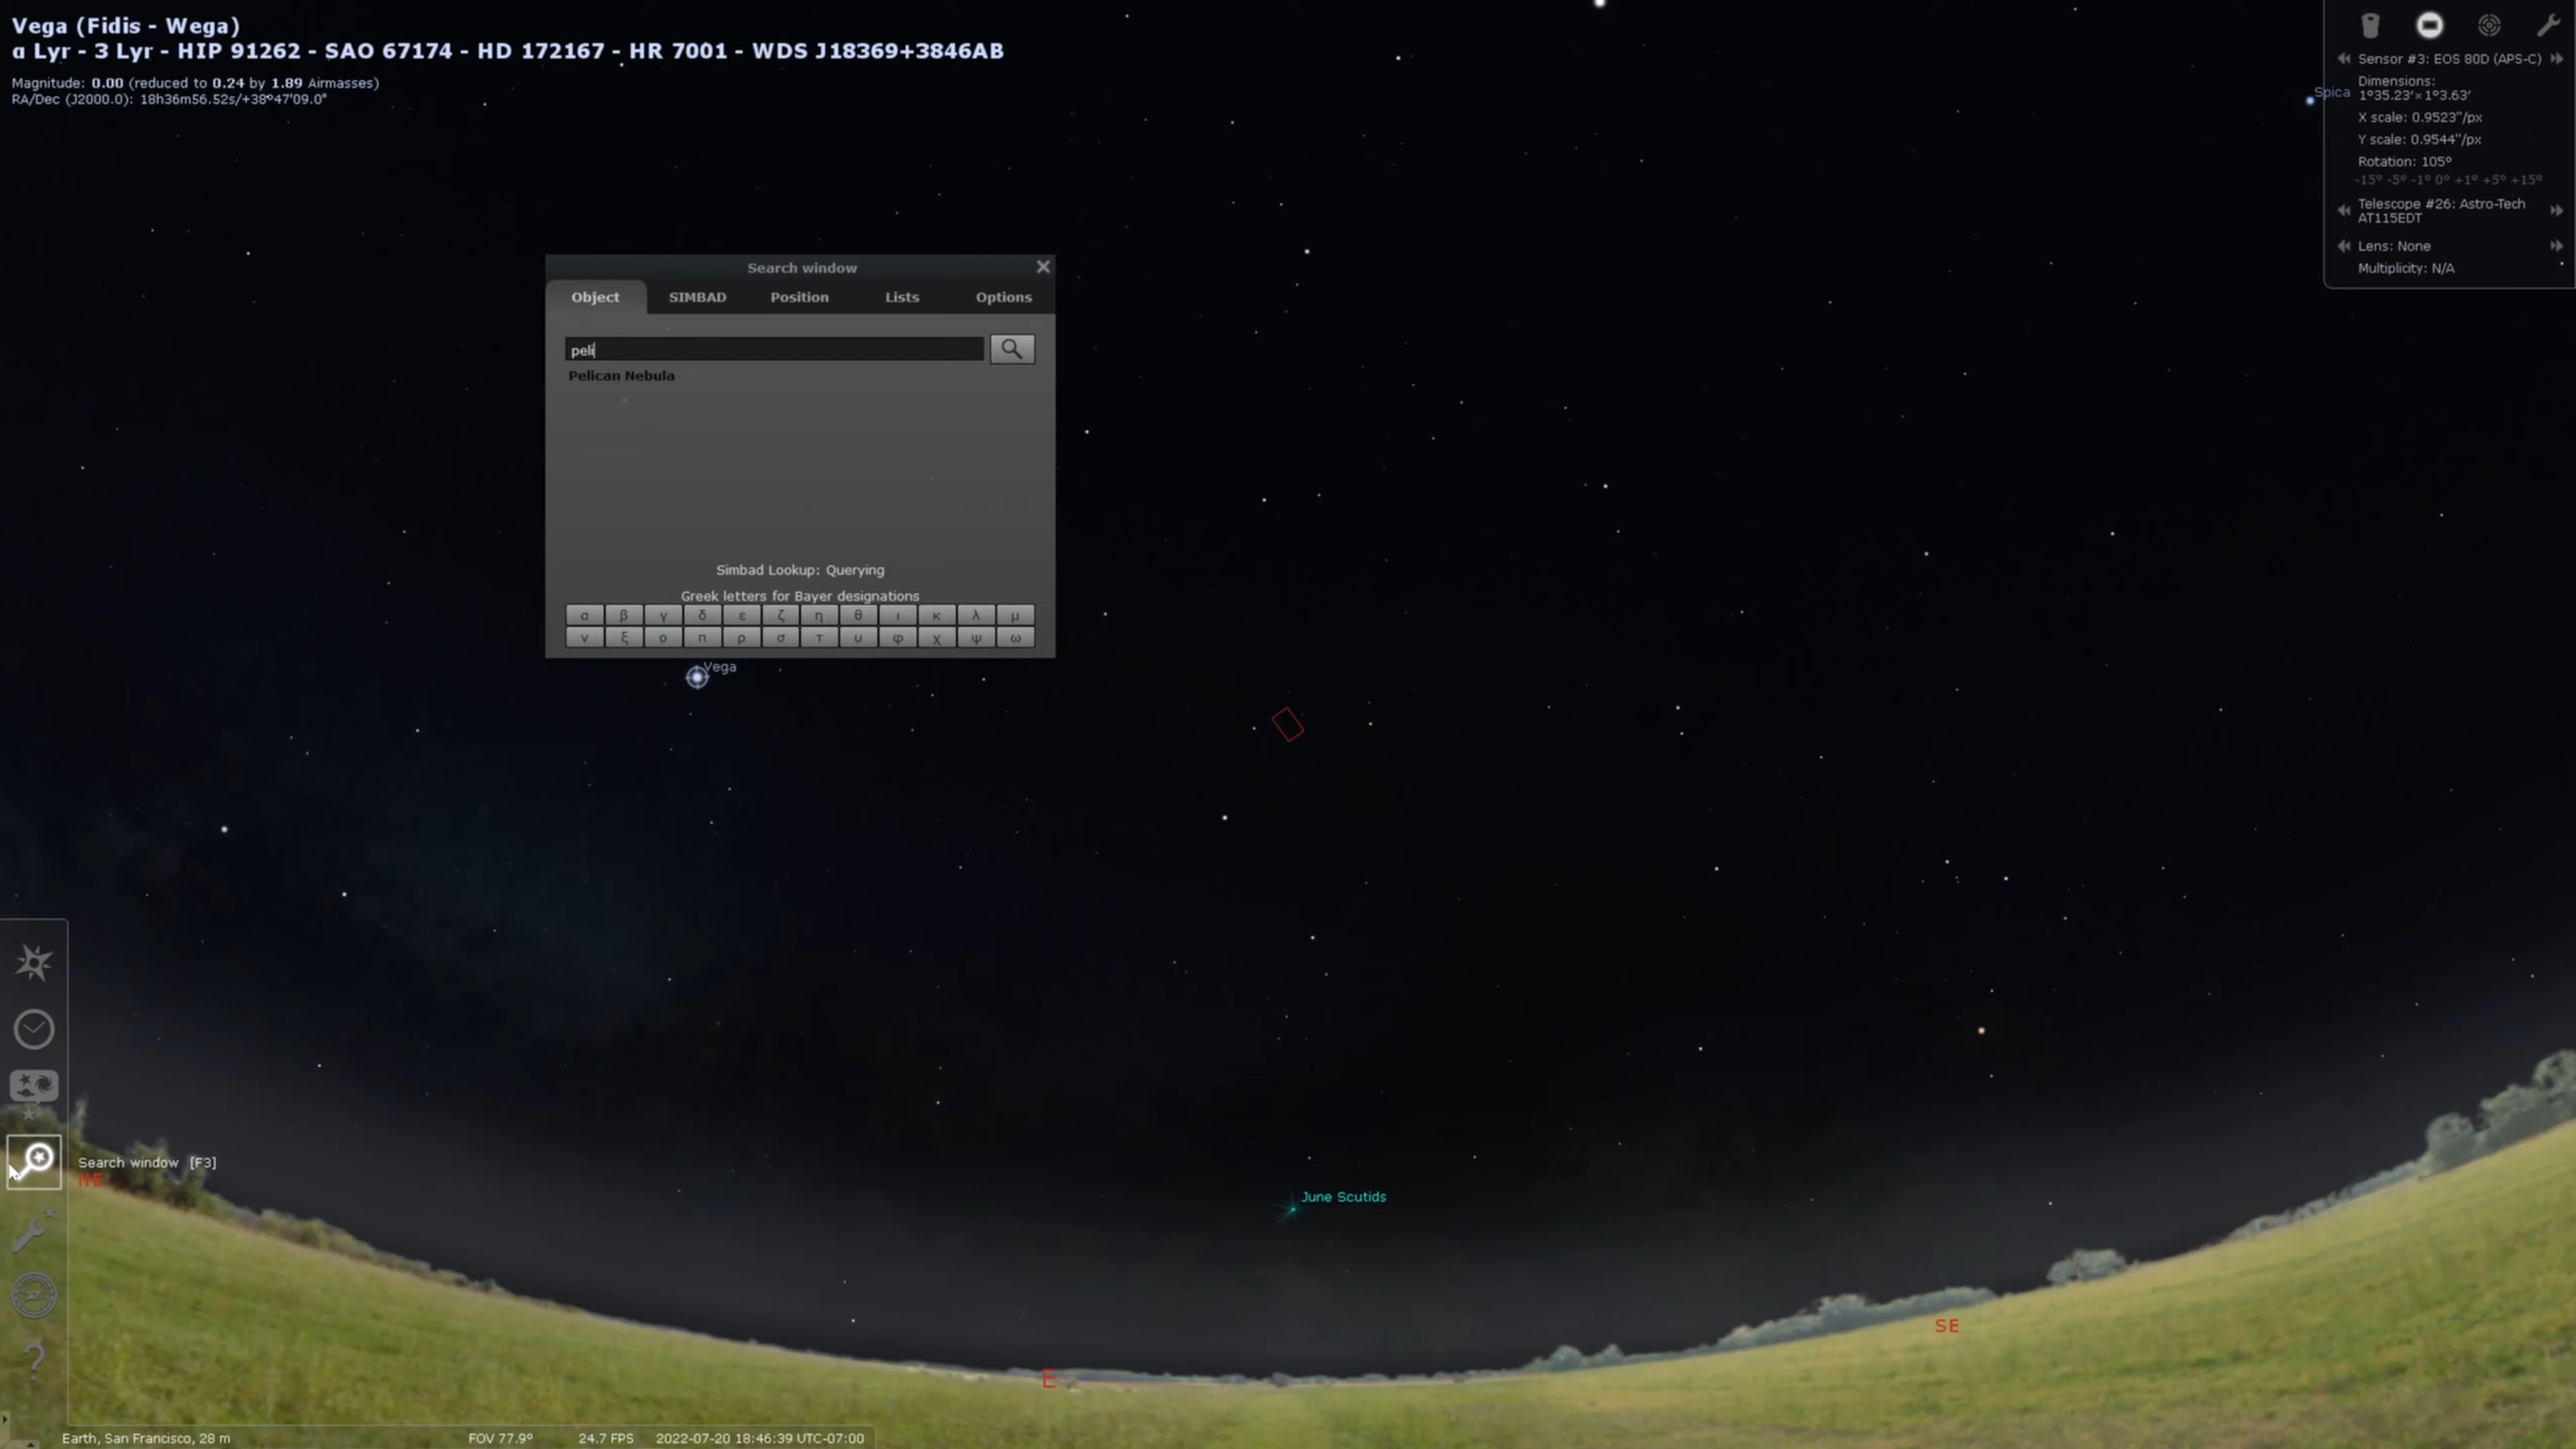 Vega (Fidis - Wega)
α Lyr - 3 Lyr - HIP 91262 - SAO 67174 - HD 172167 - HR 7001 - WDS J18369+3846AB
Magnitude: 0.00 (reduced to 0.24 by 1.89 Airmasses)
RA/Dec (J2000.0): 18h36m56.52s/+38°47'09.0"
Sensor #3: EOS 80D (APS-C)
Dimensions:
1°35.23'×1°3.63'
X scale: 0.9523"/px
Y scale: 0.9544"/px
Rotation: 105°
-15° -5° -1° 0° +1° +5° +15°
Telescope #26: Astro-Tech
AT115EDT
Lens: None
Multiplicity: N/A
Spica
Search window
Object SIMBAD Position Lists Options
peli
Pelican Nebula
Simbad Lookup: Querying
Greek letters for Bayer designations
α β γ δ ε ζ η θ ι κ λ μ
ν ξ ο π ρ σ τ υ φ χ ψ ω
Vega
Search window [F3]
NE
June Scutids
SE
E
Earth, San Francisco, 28 m FOV 77.9° 24.7 FPS 2022-07-20 18:46:39 UTC-07:00